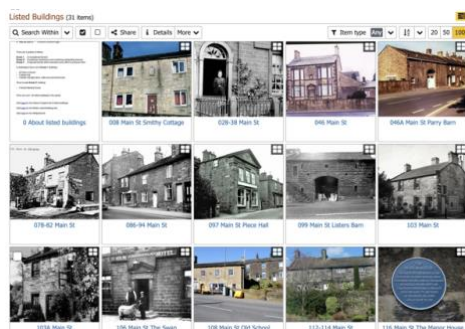 Listed Buildings (31 items)
Search Within
Share
Details
More
Item type
Any
20
50
100
0 About listed buildings
008 Main St Smithy Cottage
028-38 Main St
046 Main St
046A Main St Parry Barn
078-82 Main St
086-94 Main St
097 Main St Piece Hall
099 Main St Listers Barn
103 Main St
103A Main St
106 Main St The Swan
108 Main St Old School
112-114 Main St
116 Main St The Manor House